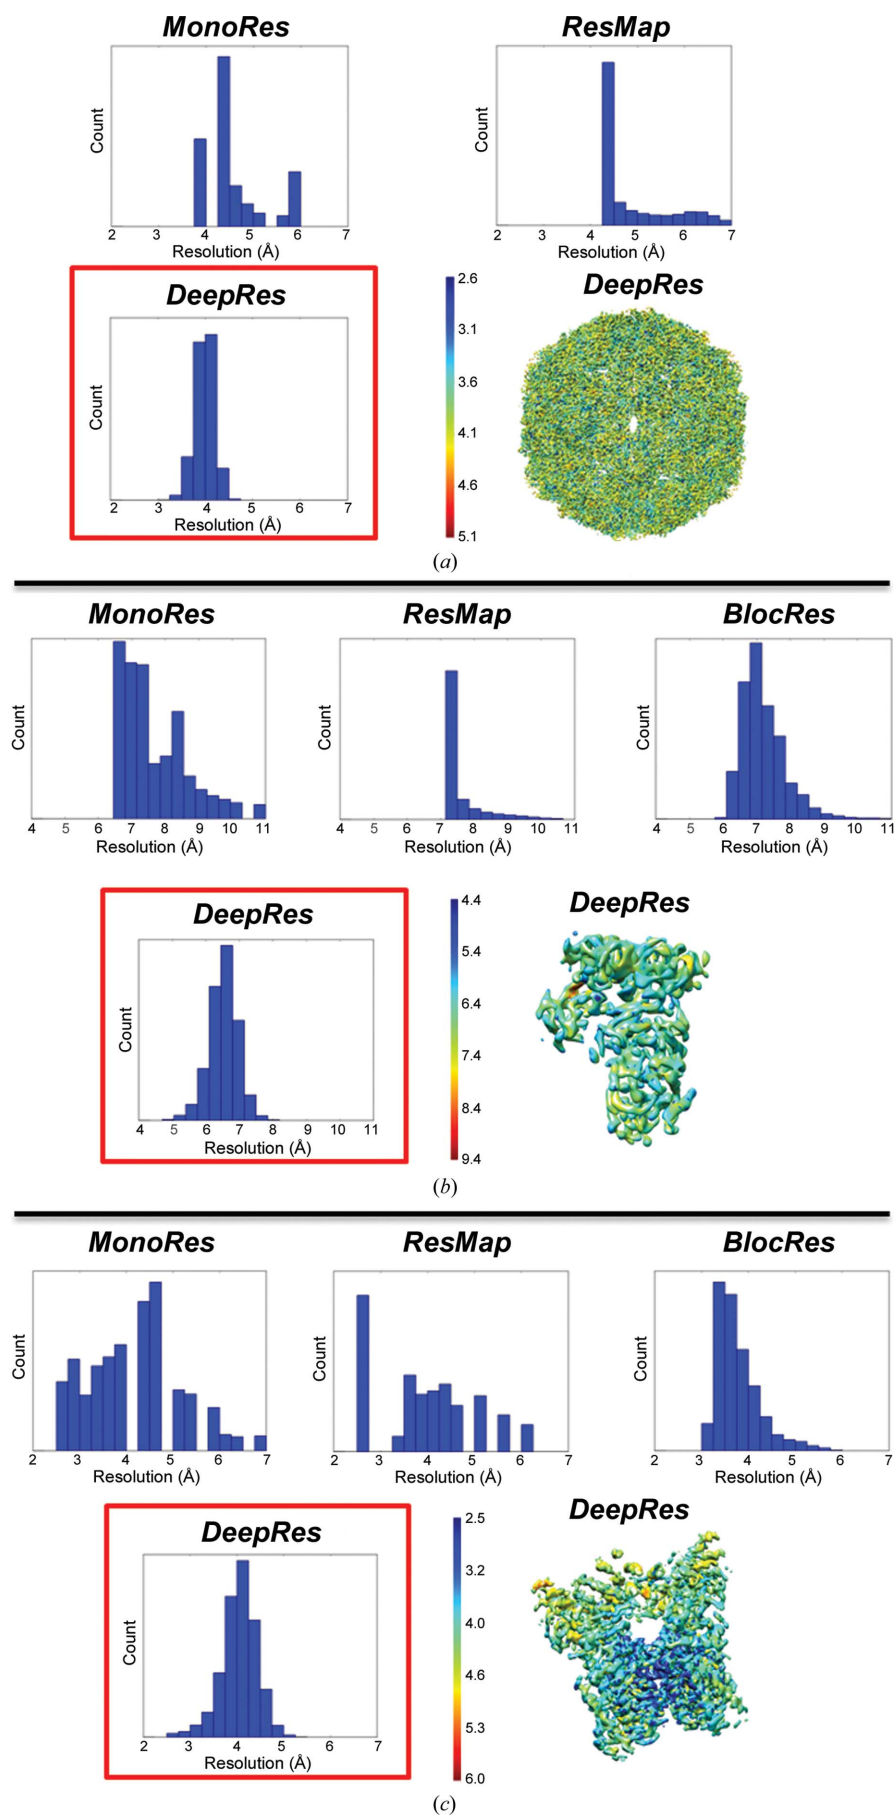 MonoRes ResMap
Count Count
2 3 4 5 6 7 2 3 4 5 6 7
Resolution (Å) Resolution (Å)
DeepRes
Count
2 3 4 5 6 7
Resolution (Å)
2.6
3.1
3.6
4.1
4.6
5.1
DeepRes
(a)
MonoRes ResMap BlocRes
Count Count Count
4 5 6 7 8 9 10 11 4 5 6 7 8 9 10 11 4 5 6 7 8 9 10 11
Resolution (Å) Resolution (Å) Resolution (Å)
DeepRes
Count
4 5 6 7 8 9 10 11
Resolution (Å)
4.4
5.4
6.4
7.4
8.4
9.4
DeepRes
(b)
MonoRes ResMap BlocRes
Count Count Count
2 3 4 5 6 7 2 3 4 5 6 7 2 3 4 5 6 7
Resolution (Å) Resolution (Å) Resolution (Å)
DeepRes
Count
2 3 4 5 6 7
Resolution (Å)
2.5
3.2
4.0
4.6
5.3
6.0
DeepRes
(c)